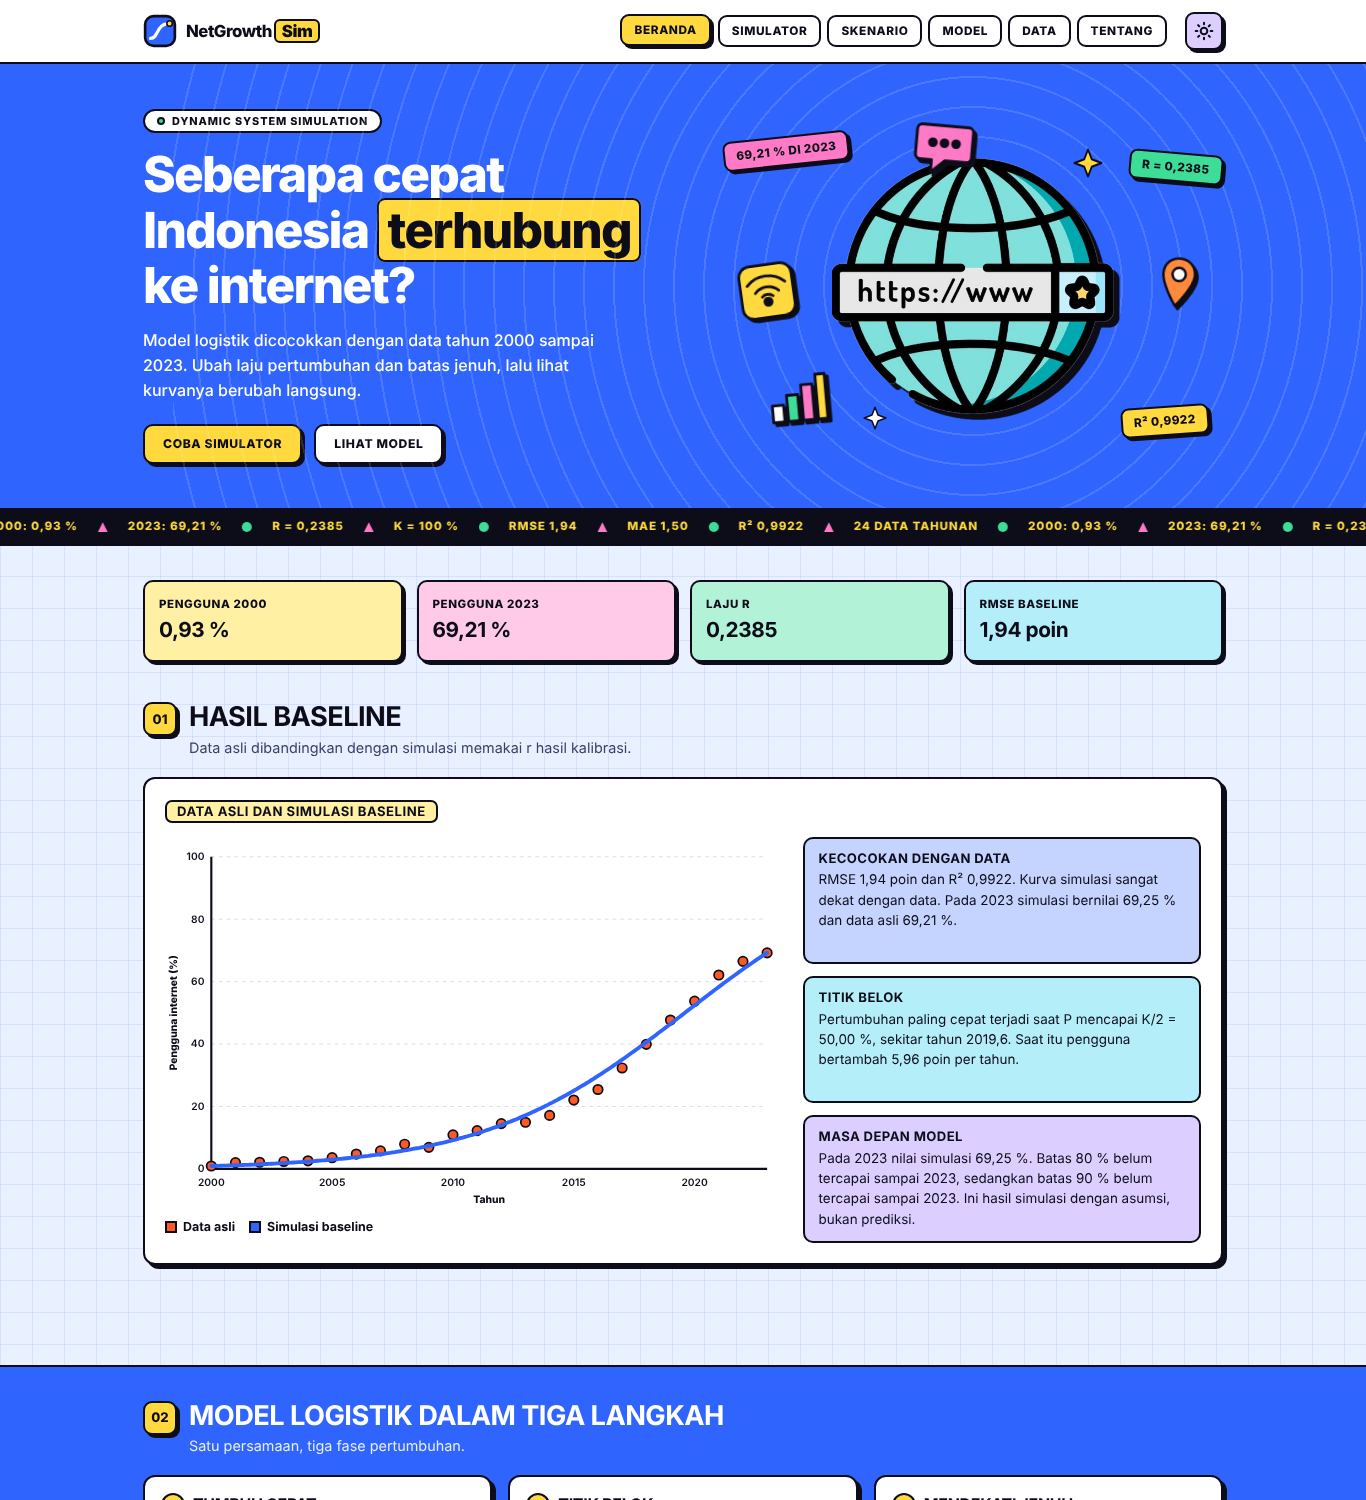 NetGrowth Sim
BERANDA
SIMULATOR
SKENARIO
MODEL
DATA
TENTANG
DYNAMIC SYSTEM SIMULATION
Seberapa cepat
Indonesia terhubung
ke internet?
Model logistik dicocokkan dengan data tahun 2000 sampai
2023. Ubah laju pertumbuhan dan batas jenuh, lalu lihat
kurvanya berubah langsung.
COBA SIMULATOR
LIHAT MODEL
69,21 % DI 2023
R = 0,2385
https://www
R² 0,9922
000: 0,93 % ▲ 2023: 69,21 % ● R = 0,2385 ▲ K = 100 % ● RMSE 1,94 ▲ MAE 1,50 ● R² 0,9922 ▲ 24 DATA TAHUNAN ● 2000: 0,93 % ▲ 2023: 69,21 % ● R = 0,23
PENGGUNA 2000
0,93 %
PENGGUNA 2023
69,21 %
LAJU R
0,2385
RMSE BASELINE
1,94 poin
01 HASIL BASELINE
Data asli dibandingkan dengan simulasi memakai r hasil kalibrasi.
DATA ASLI DAN SIMULASI BASELINE
100
80
60
40
20
0
Pengguna internet (%)
2000
2005
2010
2015
2020
Tahun
Data asli
Simulasi baseline
KECOCOKAN DENGAN DATA
RMSE 1,94 poin dan R² 0,9922. Kurva simulasi sangat
dekat dengan data. Pada 2023 simulasi bernilai 69,25 %
dan data asli 69,21 %.
TITIK BELOK
Pertumbuhan paling cepat terjadi saat P mencapai K/2 =
50,00 %, sekitar tahun 2019,6. Saat itu pengguna
bertambah 5,96 poin per tahun.
MASA DEPAN MODEL
Pada 2023 nilai simulasi 69,25 %. Batas 80 % belum
tercapai sampai 2023, sedangkan batas 90 % belum
tercapai sampai 2023. Ini hasil simulasi dengan asumsi,
bukan prediksi.
02 MODEL LOGISTIK DALAM TIGA LANGKAH
Satu persamaan, tiga fase pertumbuhan.